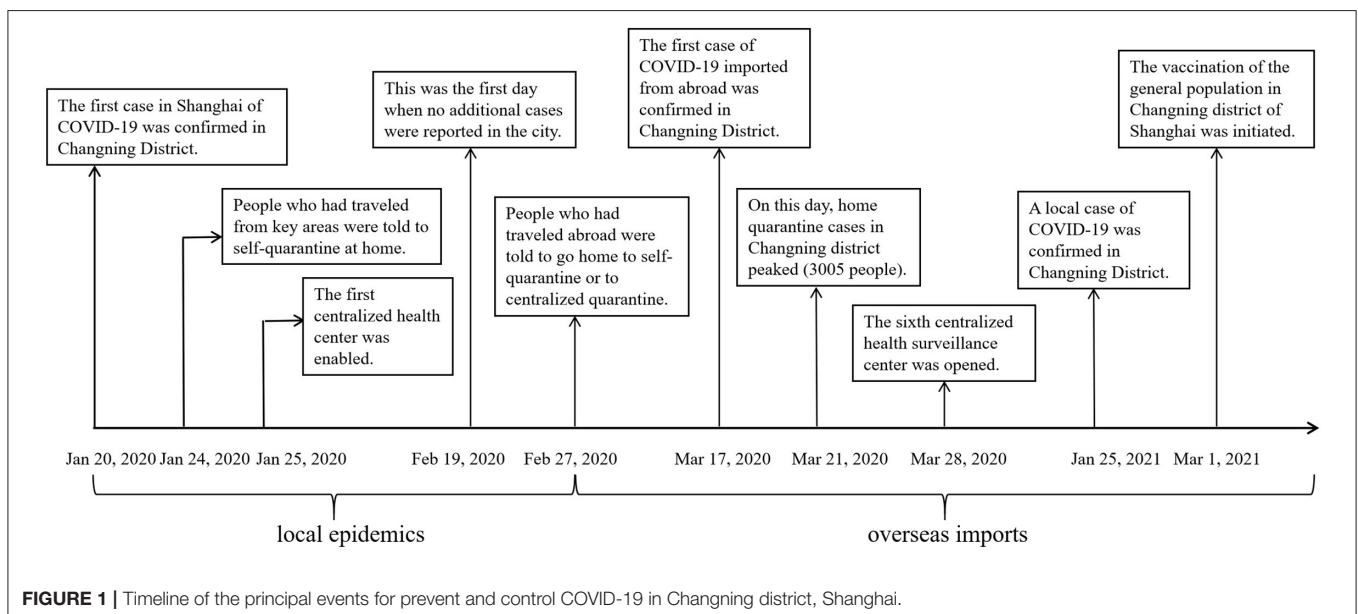 The first case in Shanghai of
COVID-19 was confirmed in
Changning District.
People who had traveled
from key areas were told to
self-quarantine at home.
The first
centralized health
center was
enabled.
This was the first day
when no additional cases
were reported in the city.
People who had
traveled abroad were
told to go home to self-
quarantine or to
centralized quarantine.
The first case of
COVID-19 imported
from abroad was
confirmed in
Changning District.
On this day, home
quarantine cases in
Changning district
peaked (3005 people).
The sixth centralized
health surveillance
center was opened.
A local case of
COVID-19 was
confirmed in
Changning District.
The vaccination of the
general population in
Changning district of
Shanghai was initiated.
Jan 20, 2020 Jan 24, 2020 Jan 25, 2020 Feb 19, 2020 Feb 27, 2020 Mar 17, 2020 Mar 21, 2020 Mar 28, 2020 Jan 25, 2021 Mar 1, 2021
local epidemics overseas imports
FIGURE 1 | Timeline of the principal events for prevent and control COVID-19 in Changning district, Shanghai.